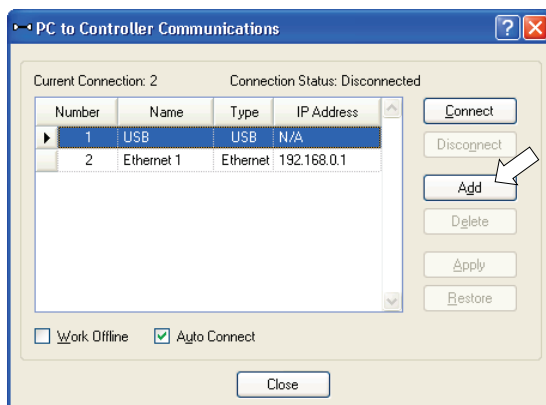 PC to Controller Communications
Current Connection: 2 Connection Status: Disconnected
Number Name Type IP Address
1 USB USB N/A
2 Ethernet 1 Ethernet 192.168.0.1
Connect
Disconnect
Add
Delete
Apply
Restore
Work Offline Auto Connect
Close